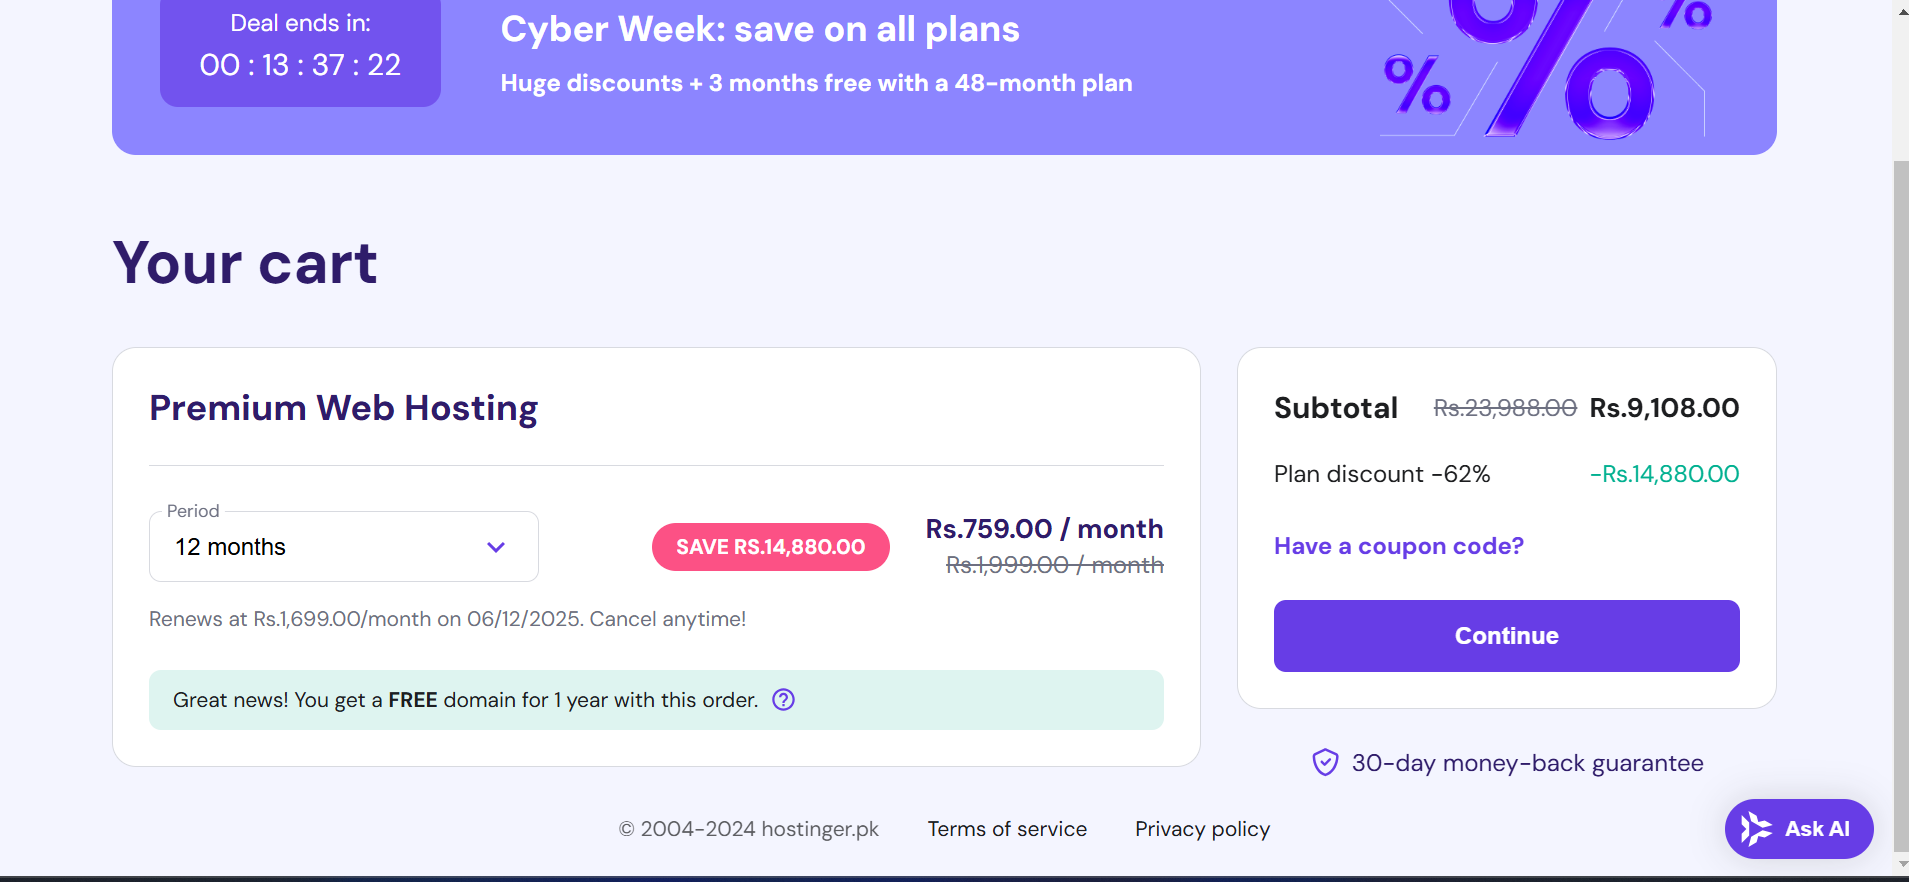 Deal ends in:
00 : 13 : 37 : 22
Cyber Week: save on all plans
Huge discounts + 3 months free with a 48-month plan
%
%
%
Your cart
Premium Web Hosting
Period
12 months
SAVE RS.14,880.00
Rs.759.00 / month
Rs.1,999.00 / month
Renews at Rs.1,699.00/month on 06/12/2025. Cancel anytime!
Great news! You get a FREE domain for 1 year with this order.
Subtotal Rs.23,988.00 Rs.9,108.00
Plan discount -62% -Rs.14,880.00
Have a coupon code?
Continue
30-day money-back guarantee
© 2004-2024 hostinger.pk Terms of service Privacy policy
Ask AI